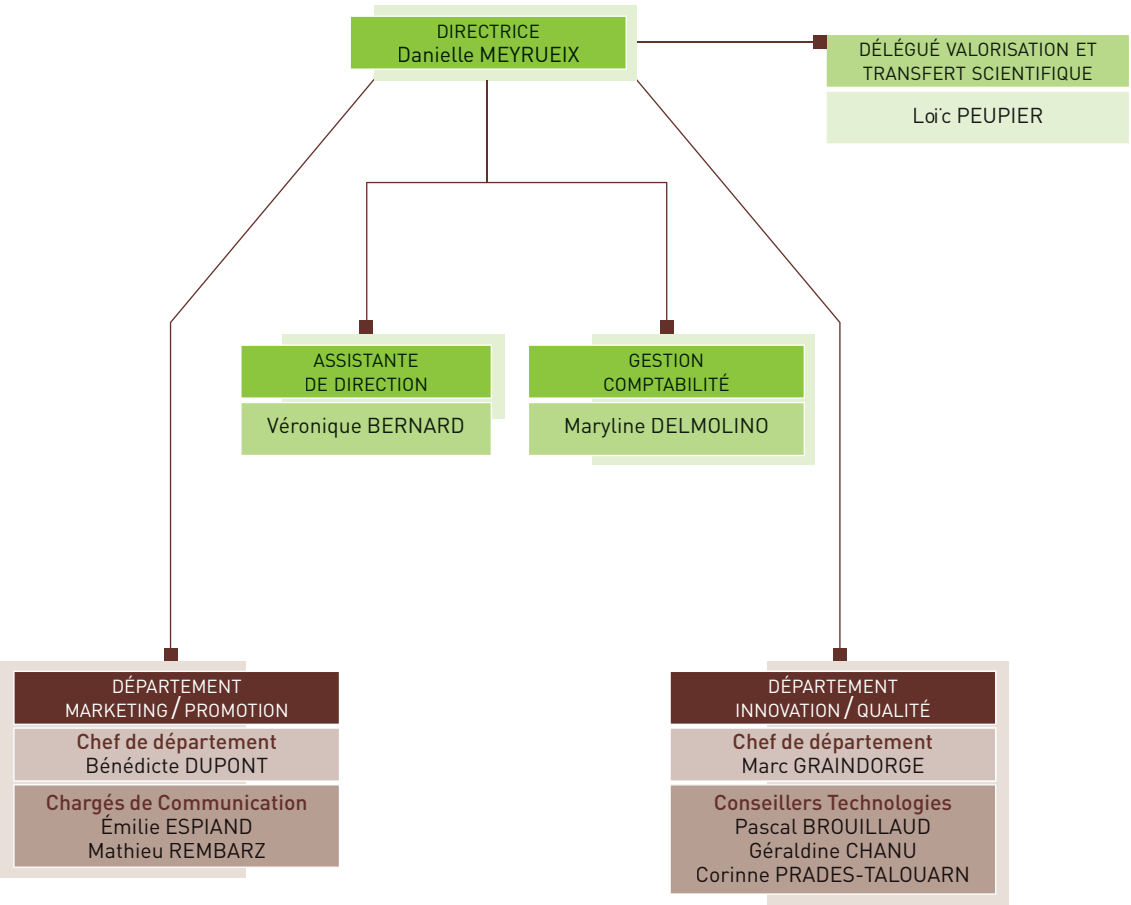 DIRECTRICE
Danielle MEYRUEIX
DÉLÉGUÉ VALORISATION ET
TRANSFERT SCIENTIFIQUE
Loïc PEUPIER
ASSISTANTE
DE DIRECTION
Véronique BERNARD
GESTION
COMPTABILITÉ
Maryline DELMOLINO
DÉPARTEMENT
MARKETING/PROMOTION
Chef de département
Bénédicte DUPONT
Chargés de Communication
Émilie ESPIAND
Mathieu REMBARZ
DÉPARTEMENT
INNOVATION/QUALITÉ
Chef de département
Marc GRAINDORGE
Conseillers Technologies
Pascal BROUILLAUD
Géraldine CHANU
Corinne PRADES-TALOUARN